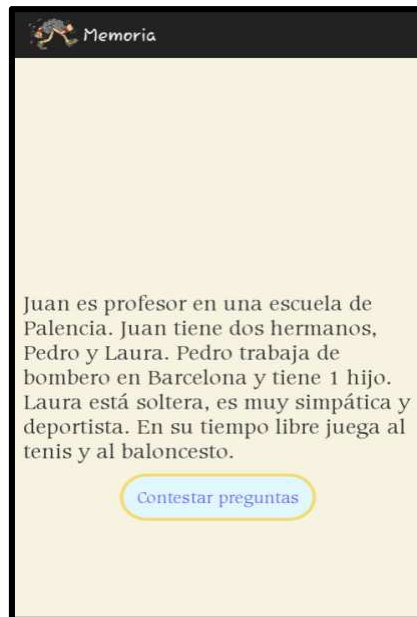 Memoria
Juan es profesor en una escuela de
Palencia. Juan tiene dos hermanos,
Pedro y Laura. Pedro trabaja de
bombero en Barcelona y tiene 1 hijo.
Laura está soltera, es muy simpática y
deportista. En su tiempo libre juega al
tenis y al baloncesto.
Contestar preguntas